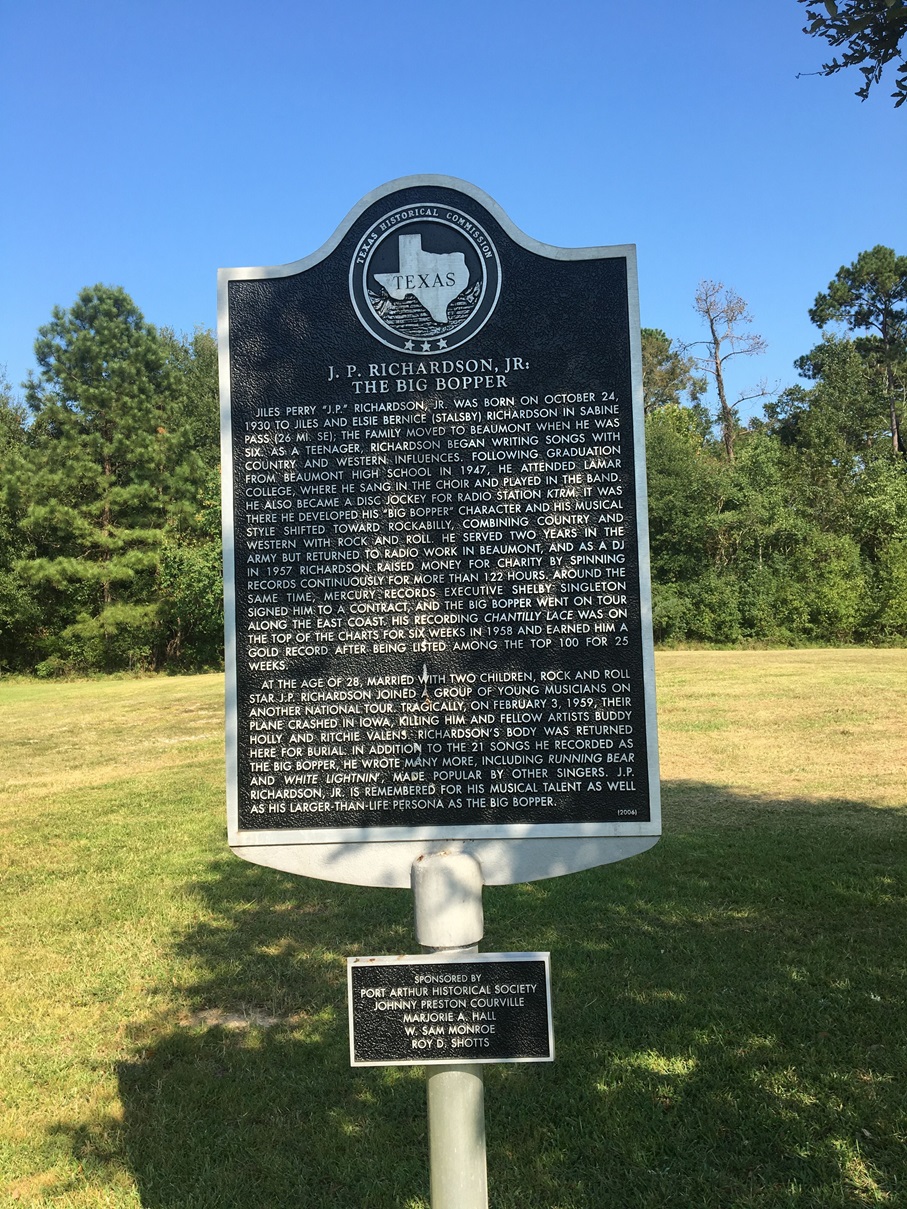 TEXAS HISTORICAL COMMISSION
TEXAS
J. P. RICHARDSON, JR:
THE BIG BOPPER
JILES PERRY "J.P." RICHARDSON, JR. WAS BORN ON OCTOBER 24,
1930 TO JILES AND ELSIE BERNICE (STALSBY) RICHARDSON IN SABINE
PASS (26 MI. SE); THE FAMILY MOVED TO BEAUMONT WHEN HE WAS
SIX. AS A TEENAGER, RICHARDSON BEGAN WRITING SONGS WITH
COUNTRY AND WESTERN INFLUENCES. FOLLOWING GRADUATION
FROM BEAUMONT HIGH SCHOOL IN 1947, HE ATTENDED LAMAR
COLLEGE, WHERE HE SANG IN THE CHOIR AND PLAYED IN THE BAND.
HE ALSO BECAME A DISC JOCKEY FOR RADIO STATION KTRM; IT WAS
THERE HE DEVELOPED HIS "BIG BOPPER" CHARACTER AND HIS MUSICAL
STYLE SHIFTED TOWARD ROCKABILLY, COMBINING COUNTRY AND
WESTERN WITH ROCK AND ROLL. HE SERVED TWO YEARS IN THE
ARMY BUT RETURNED TO RADIO WORK IN BEAUMONT, AND AS A DJ
IN 1957 RICHARDSON RAISED MONEY FOR CHARITY BY SPINNING
RECORDS CONTINUOUSLY FOR MORE THAN 122 HOURS. AROUND THE
SAME TIME, MERCURY RECORDS EXECUTIVE SHELBY SINGLETON
SIGNED HIM TO A CONTRACT, AND THE BIG BOPPER WENT ON TOUR
ALONG THE EAST COAST. HIS RECORDING CHANTILLY LACE WAS ON
THE TOP OF THE CHARTS FOR SIX WEEKS IN 1958 AND EARNED HIM A
GOLD RECORD AFTER BEING LISTED AMONG THE TOP 100 FOR 25
WEEKS.
AT THE AGE OF 28, MARRIED WITH TWO CHILDREN, ROCK AND ROLL
STAR J.P. RICHARDSON JOINED A GROUP OF YOUNG MUSICIANS ON
ANOTHER NATIONAL TOUR. TRAGICALLY, ON FEBRUARY 3, 1959, THEIR
PLANE CRASHED IN IOWA, KILLING HIM AND FELLOW ARTISTS BUDDY
HOLLY AND RITCHIE VALENS. RICHARDSON'S BODY WAS RETURNED
HERE FOR BURIAL. IN ADDITION TO THE 21 SONGS HE RECORDED AS
THE BIG BOPPER, HE WROTE MANY MORE, INCLUDING RUNNING BEAR
AND WHITE LIGHTNIN', MADE POPULAR BY OTHER SINGERS. J.P.
RICHARDSON, JR. IS REMEMBERED FOR HIS MUSICAL TALENT AS WELL
AS HIS LARGER-THAN-LIFE PERSONA AS THE BIG BOPPER.
(2006)
SPONSORED BY
PORT ARTHUR HISTORICAL SOCIETY
JOHNNY PRESTON COURVILLE
MARJORIE A. HALL
W. SAM MONROE
ROY D. SHOTTS